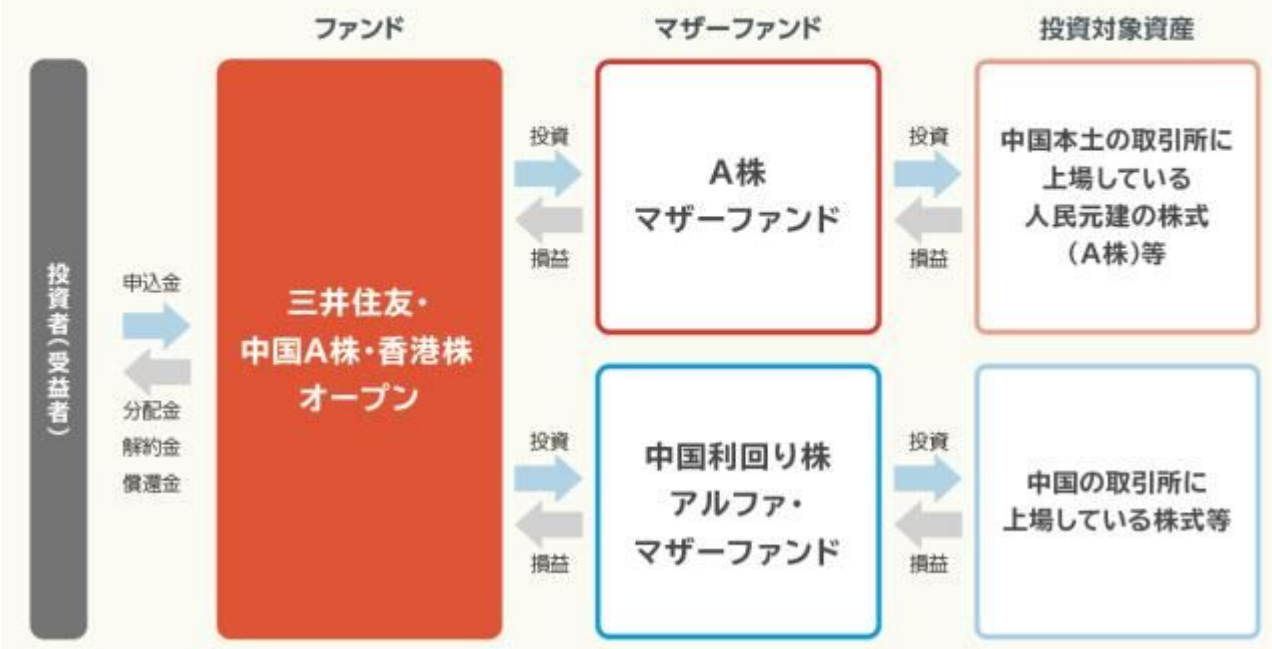 ファンド
マザーファンド
投資対象資産
投資者(受益者)
申込金
分配金
解約金
償還金
三井住友・
中国A株・香港株
オープン
投資
損益
A株
マザーファンド
投資
損益
中国本土の取引所に
上場している
人民元建の株式
(A株)等
投資
損益
中国利回り株
アルファ・
マザーファンド
投資
損益
中国の取引所に
上場している株式等